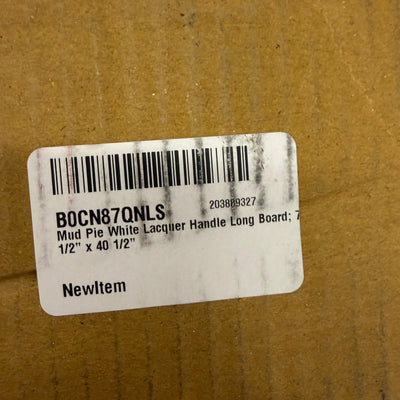 B0CN87QNLS
203889327
Mud Pie White Lacquer Handle Long Board; 7
1/2" x 40 1/2"
NewItem